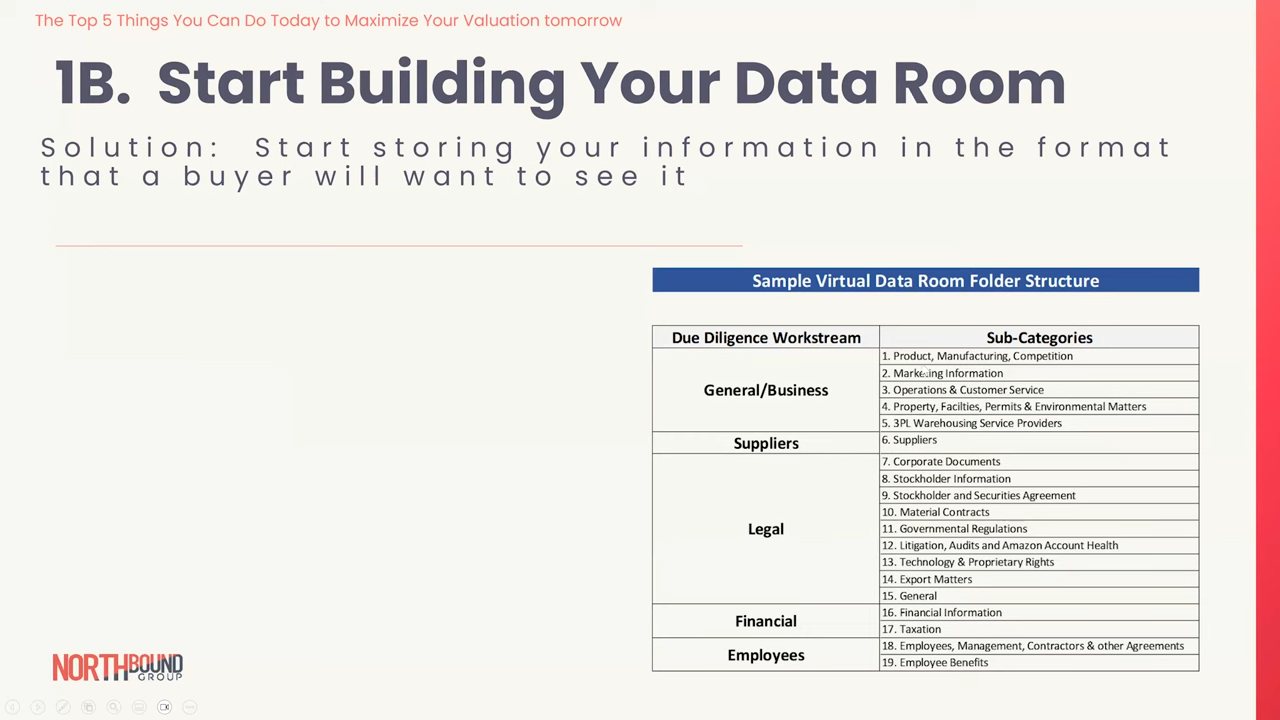 The Top 5 Things You Can Do Today to Maximize Your Valuation tomorrow
1B. Start Building Your Data Room
Solution: Start storing your information in the format
that a buyer will want to see it
Sample Virtual Data Room Folder Structure
Due Diligence Workstream
Sub-Categories
General/Business
1. Product, Manufacturing, Competition
2. Marketing Information
3. Operations & Customer Service
4. Property, Facilties, Permits & Environmental Matters
5. 3PL Warehousing Service Providers
Suppliers
6. Suppliers
Legal
7. Corporate Documents
8. Stockholder Information
9. Stockholder and Securities Agreement
10. Material Contracts
11. Governmental Regulations
12. Litigation, Audits and Amazon Account Health
13. Technology & Proprietary Rights
14. Export Matters
15. General
Financial
16. Financial Information
17. Taxation
Employees
18. Employees, Management, Contractors & other Agreements
19. Employee Benefits
NORTHBOUND
GROUP